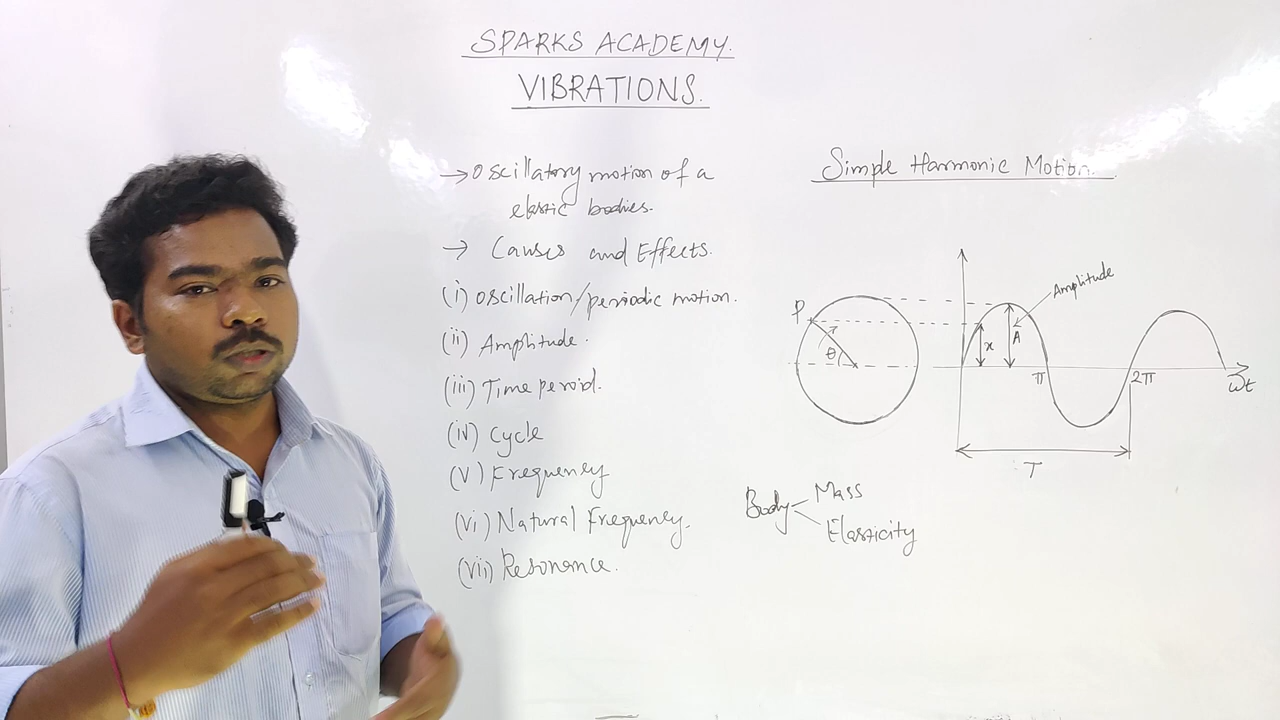 SPARKS ACADEMY.
VIBRATIONS.
→ Oscillatory motion of a
elastic bodies.
→ Causes and Effects.
(i) Oscillation/periodic motion.
(ii) Amplitude.
(iii) Time peroid.
(iv) Cycle
(v) Frequency
(vi) Natural Frequency.
(vii) Resonance.
Simple Harmonic Motion.
Amplitude
P
θ
x
A
π
2π
ωt
T
Body
Mass
Elasticity